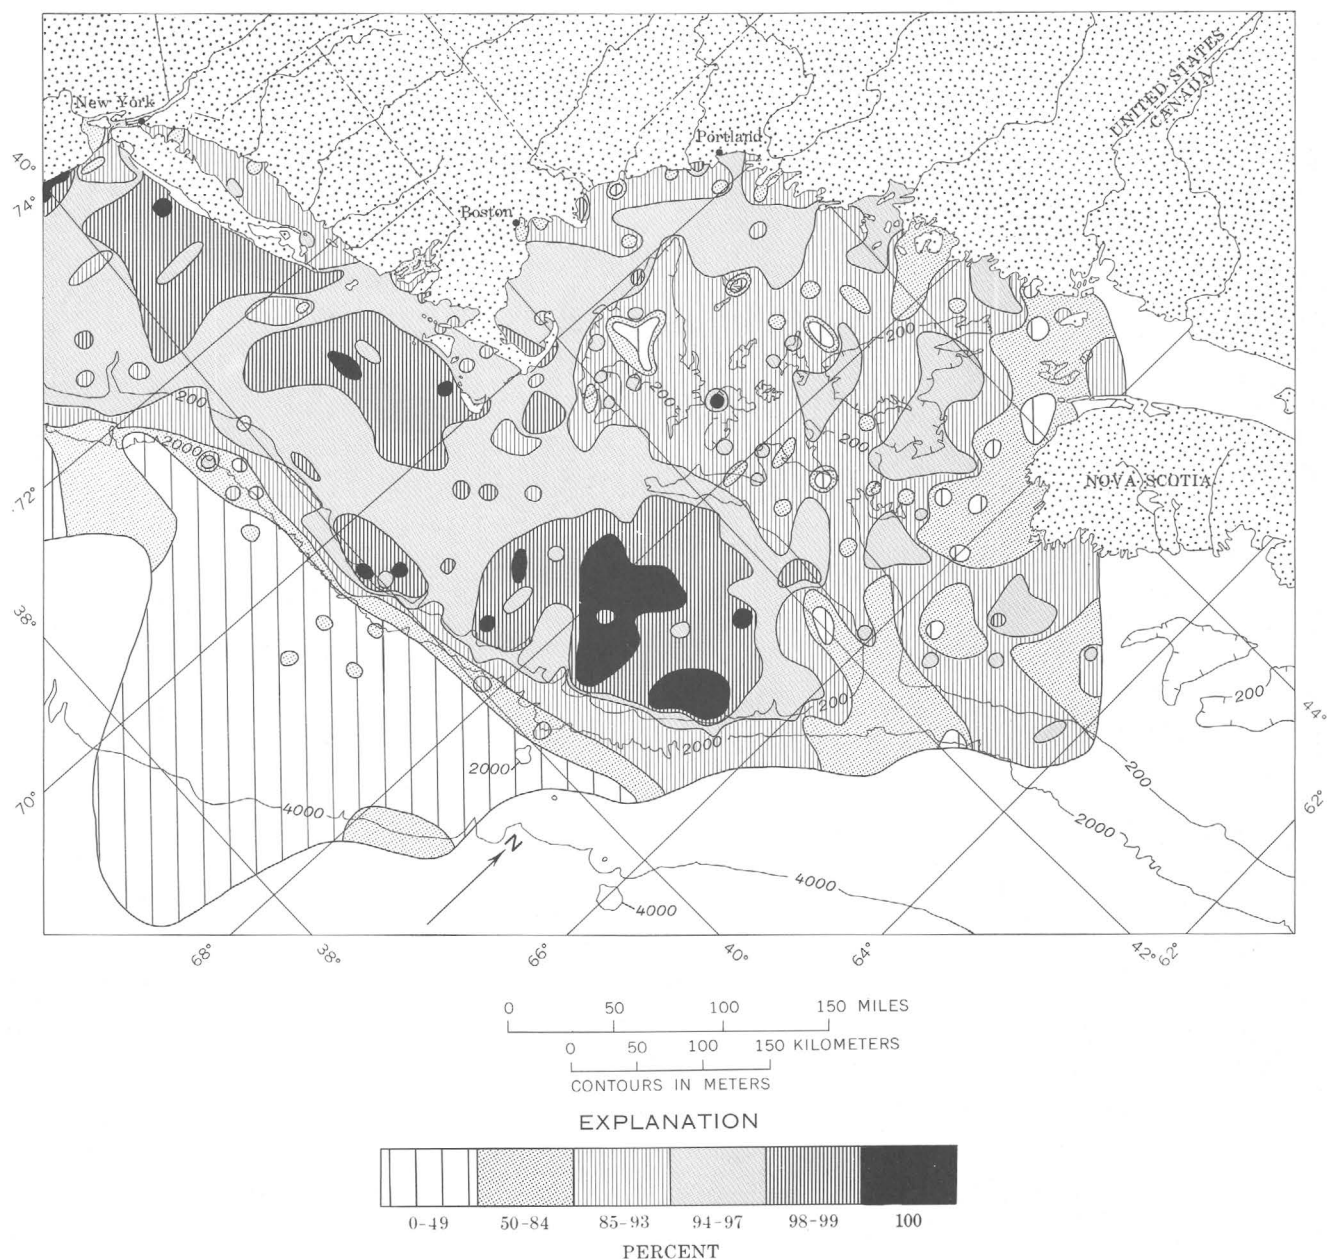 UNITED STATES
CANADA
New York
Portland
Boston
40°
74°
200
200
200
200
200
2000
72°
NOVA SCOTIA
38°
200
200
2000
2000
44°
70°
4000
200
2000
62°
N
4000
4000
68°
38°
66°
40°
64°
42°
62°
0 50 100 150 MILES
0 50 100 150 KILOMETERS
CONTOURS IN METERS
EXPLANATION
0-49 50-84 85-93 94-97 98-99 100
PERCENT